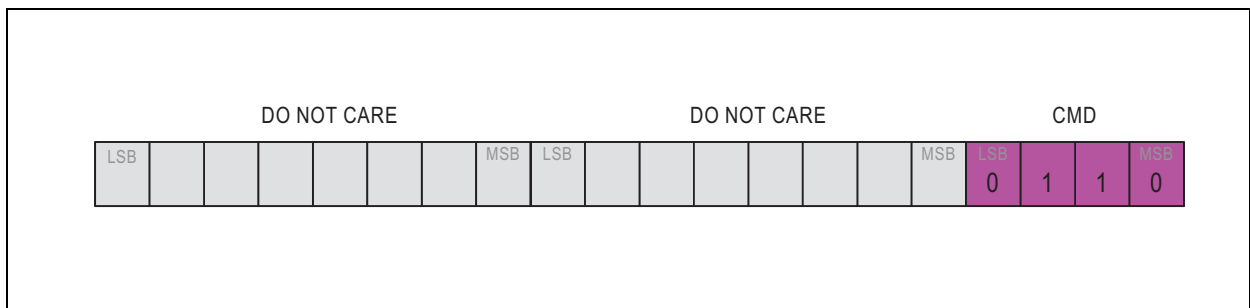 DO NOT CARE DO NOT CARE CMD
LSB MSB LSB MSB LSB MSB
0 1 1 0